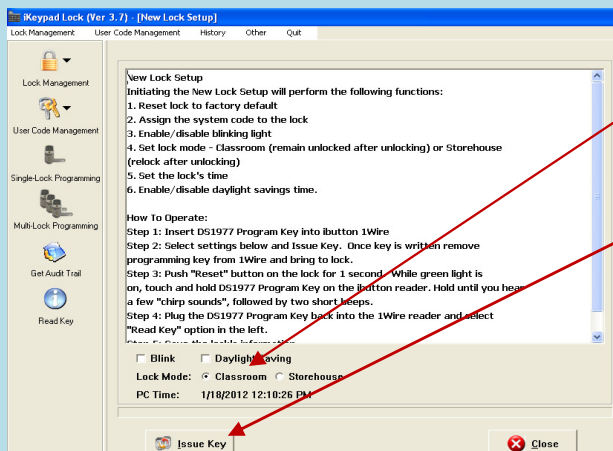 iKeypad Lock (Ver 3.7) - [New Lock Setup]
Lock Management User Code Management History Other Quit
Lock Management
User Code Management
Single-Lock Programming
Multi-Lock Programming
Get Audit Trail
Read Key
New Lock Setup
Initiating the New Lock Setup will perform the following functions:
1. Reset lock to factory default
2. Assign the system code to the lock
3. Enable/disable blinking light
4. Set lock mode - Classroom (remain unlocked after unlocking) or Storehouse
(relock after unlocking)
5. Set the lock's time
6. Enable/disable daylight savings time.
How To Operate:
Step 1: Insert DS1977 Program Key into ibutton 1Wire
Step 2: Select settings below and Issue Key. Once key is written remove
programming key from 1Wire and bring to lock.
Step 3: Push "Reset" button on the lock for 1 second. While green light is
on, touch and hold DS1977 Program Key on the ibutton reader. Hold until you hear
a few "chirp sounds", followed by two short beeps.
Step 4: Plug the DS1977 Program Key back into the 1Wire reader and select
"Read Key" option in the left.
Step 5: Save the lock's information
Blink Daylight Saving
Lock Mode: Classroom Storehouse
PC Time: 1/18/2012 12:10:26 PM
Issue Key Close